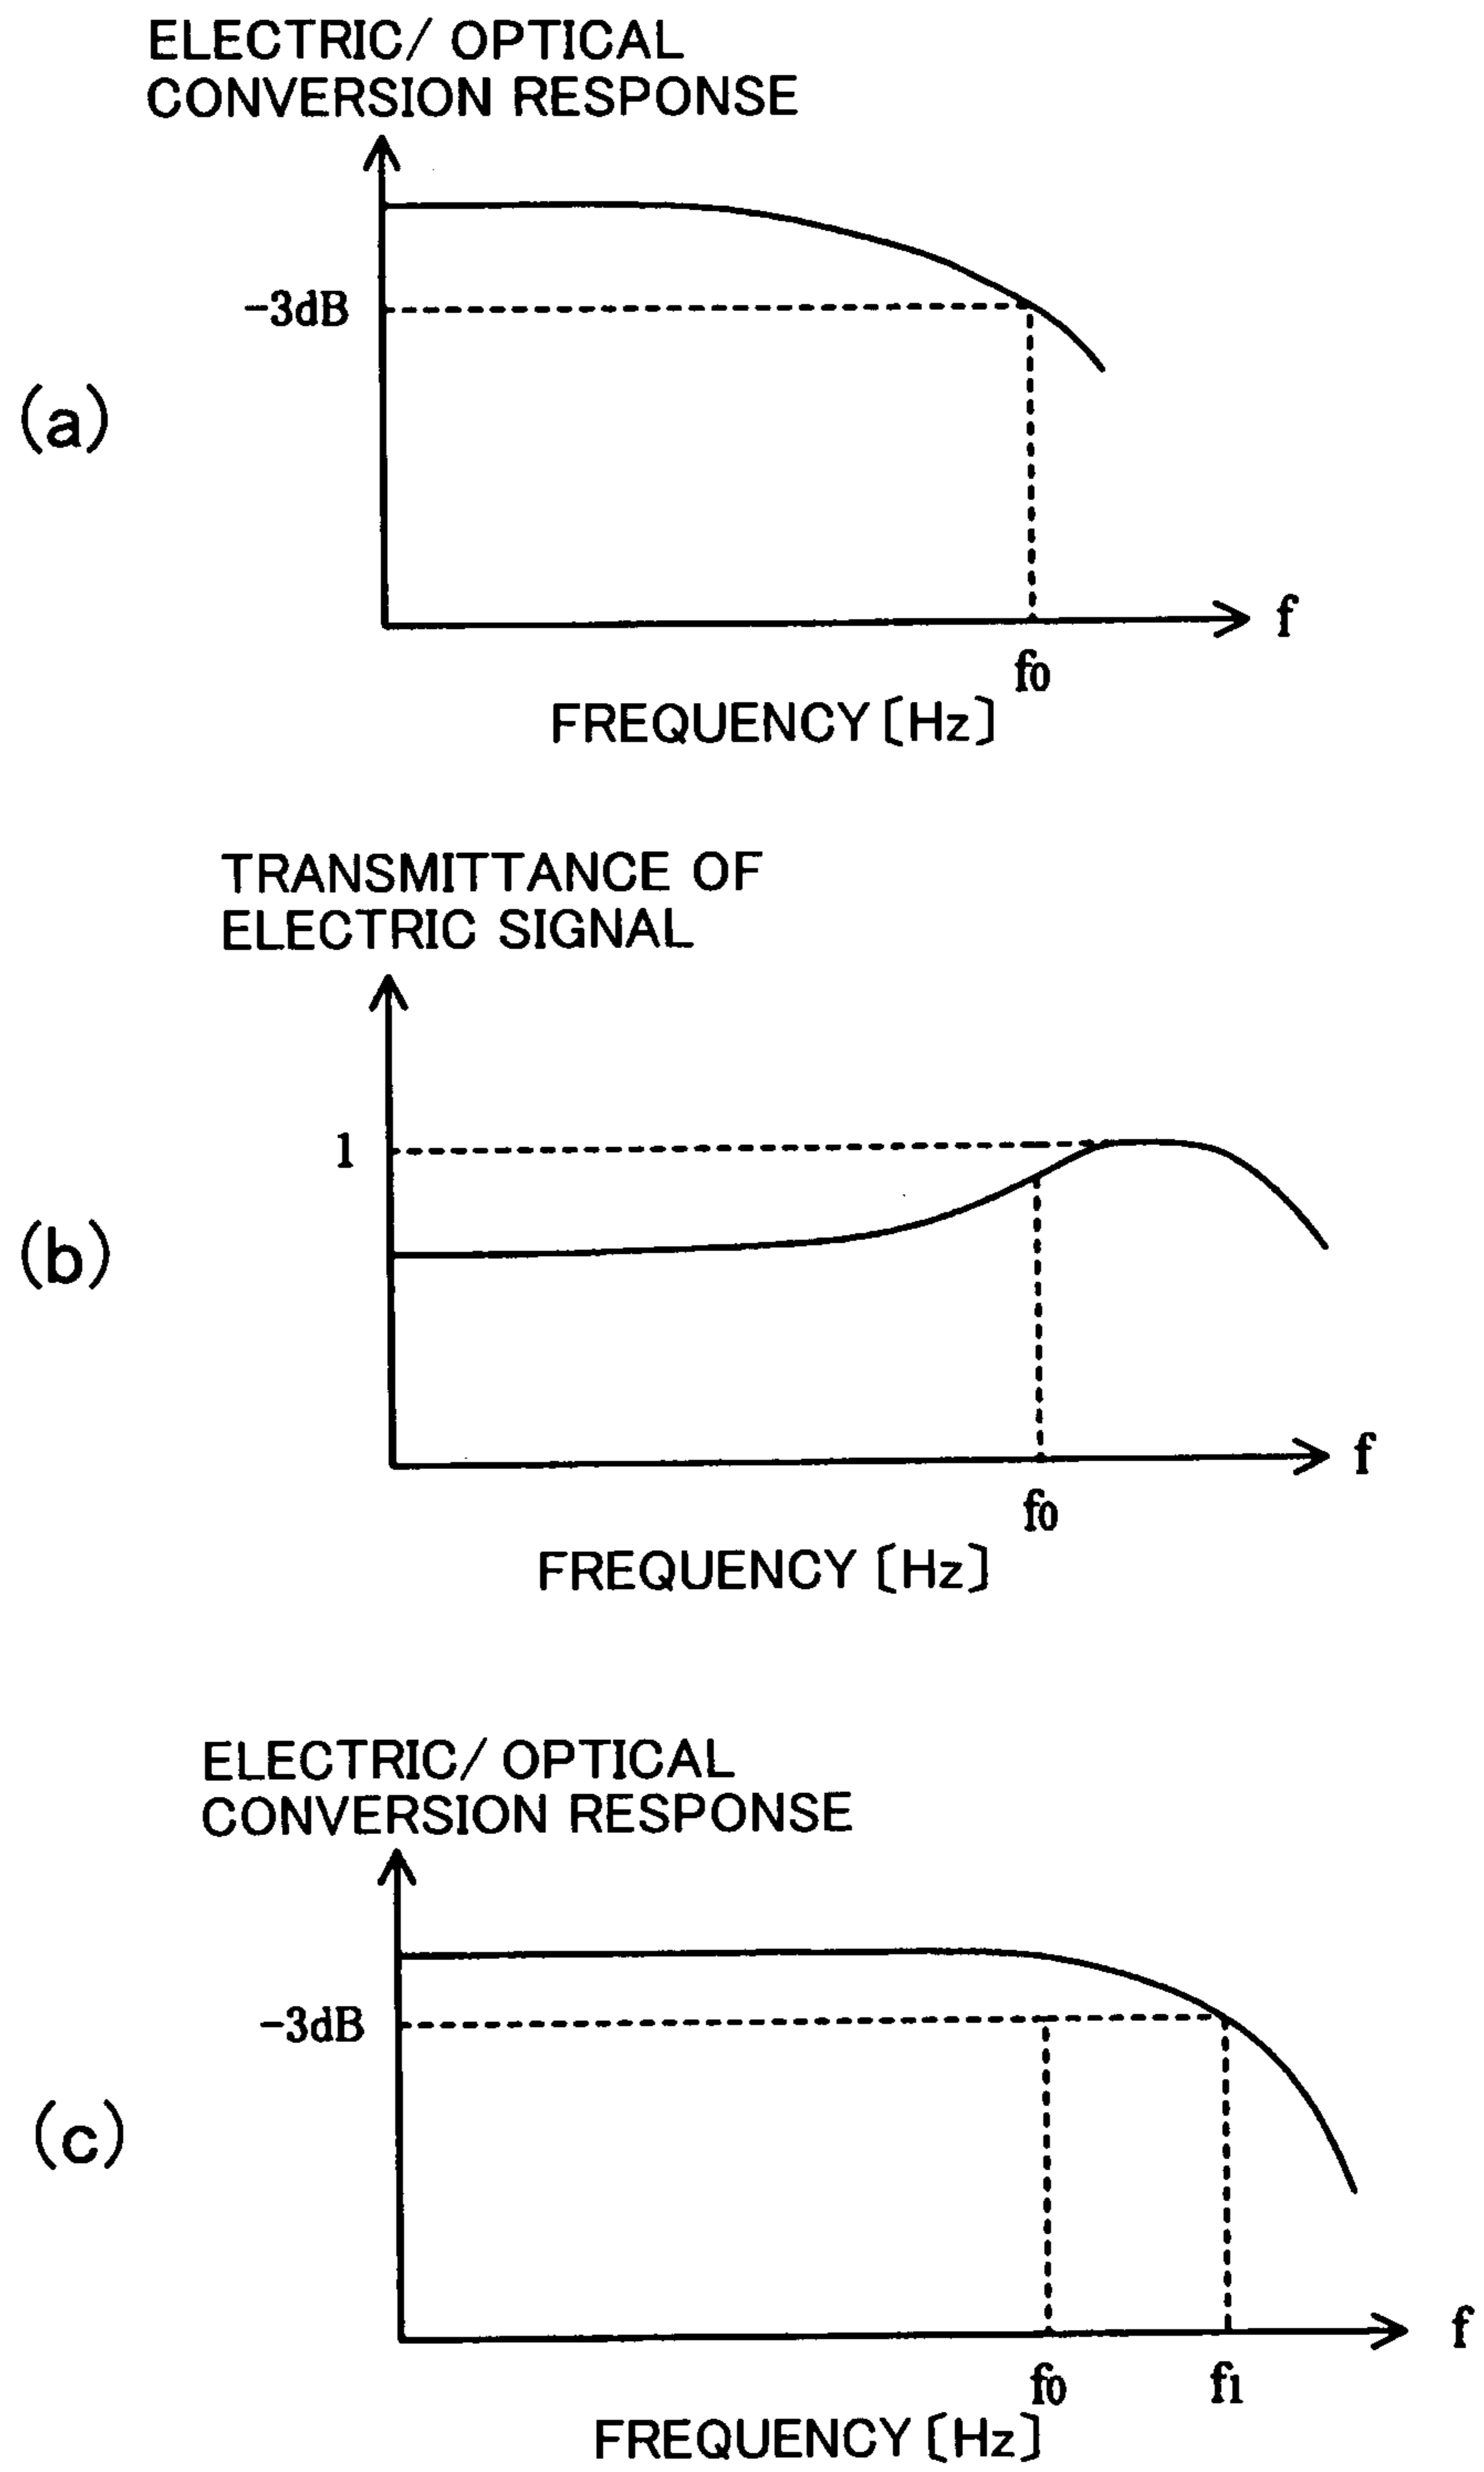 ELECTRIC/ OPTICAL
CONVERSION RESPONSE
-3dB
(a)
f
f0
FREQUENCY [Hz]
TRANSMITTANCE OF
ELECTRIC SIGNAL
1
(b)
f
f0
FREQUENCY [Hz]
ELECTRIC/ OPTICAL
CONVERSION RESPONSE
-3dB
(c)
f
f0 f1
FREQUENCY [Hz]